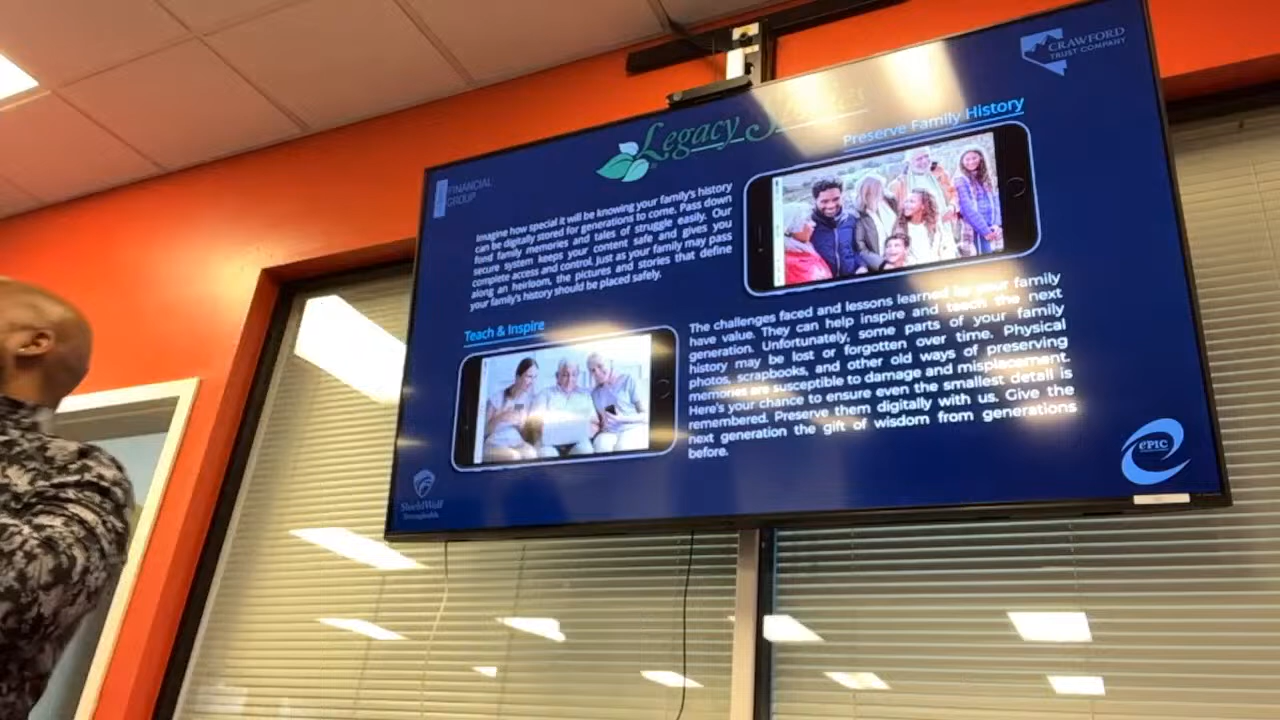 CRAWFORD
TRUST COMPANY
Legacy
FINANCIAL
GROUP
Preserve Family History
Imagine how special it will be knowing your family's history
can be digitally stored for generations to come. Pass down
fond family memories and tales of struggle easily. Our
secure system keeps your content safe and gives you
complete access and control. Just as your family may pass
along an heirloom, the pictures and stories that define
your family's history should be placed safely.
Teach & Inspire
The challenges faced and lessons learned by your family
have value. They can help inspire and teach the next
generation. Unfortunately, some parts of your family
history may be lost or forgotten over time. Physical
photos, scrapbooks, and other old ways of preserving
memories are susceptible to damage and misplacement.
Here's your chance to ensure even the smallest detail is
remembered. Preserve them digitally with us. Give the
next generation the gift of wisdom from generations
before.
ShieldWolf
Strongholds
ePIC